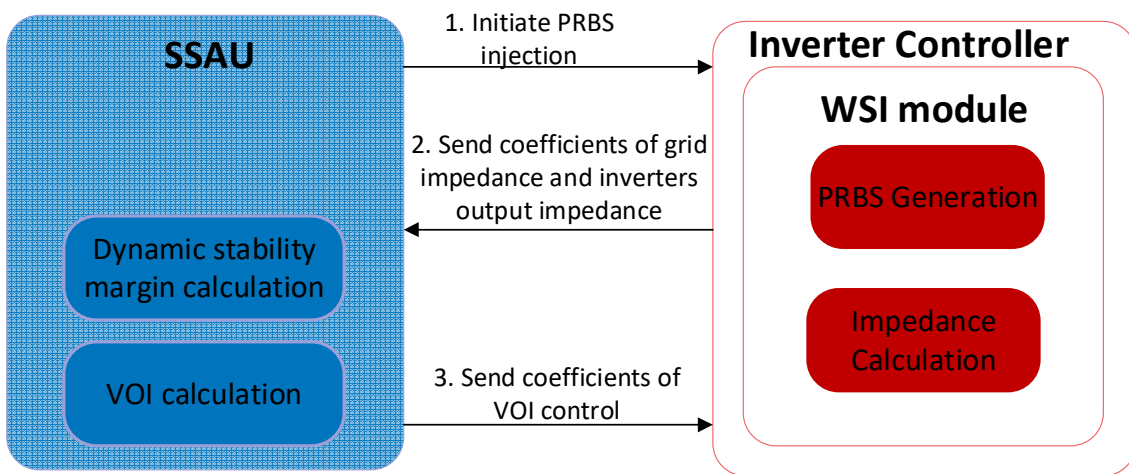 SSAU
Dynamic stability
margin calculation
VOI calculation
1. Initiate PRBS
injection
2. Send coefficients of grid
impedance and inverters
output impedance
3. Send coefficients of
VOI control
Inverter Controller
WSI module
PRBS Generation
Impedance
Calculation